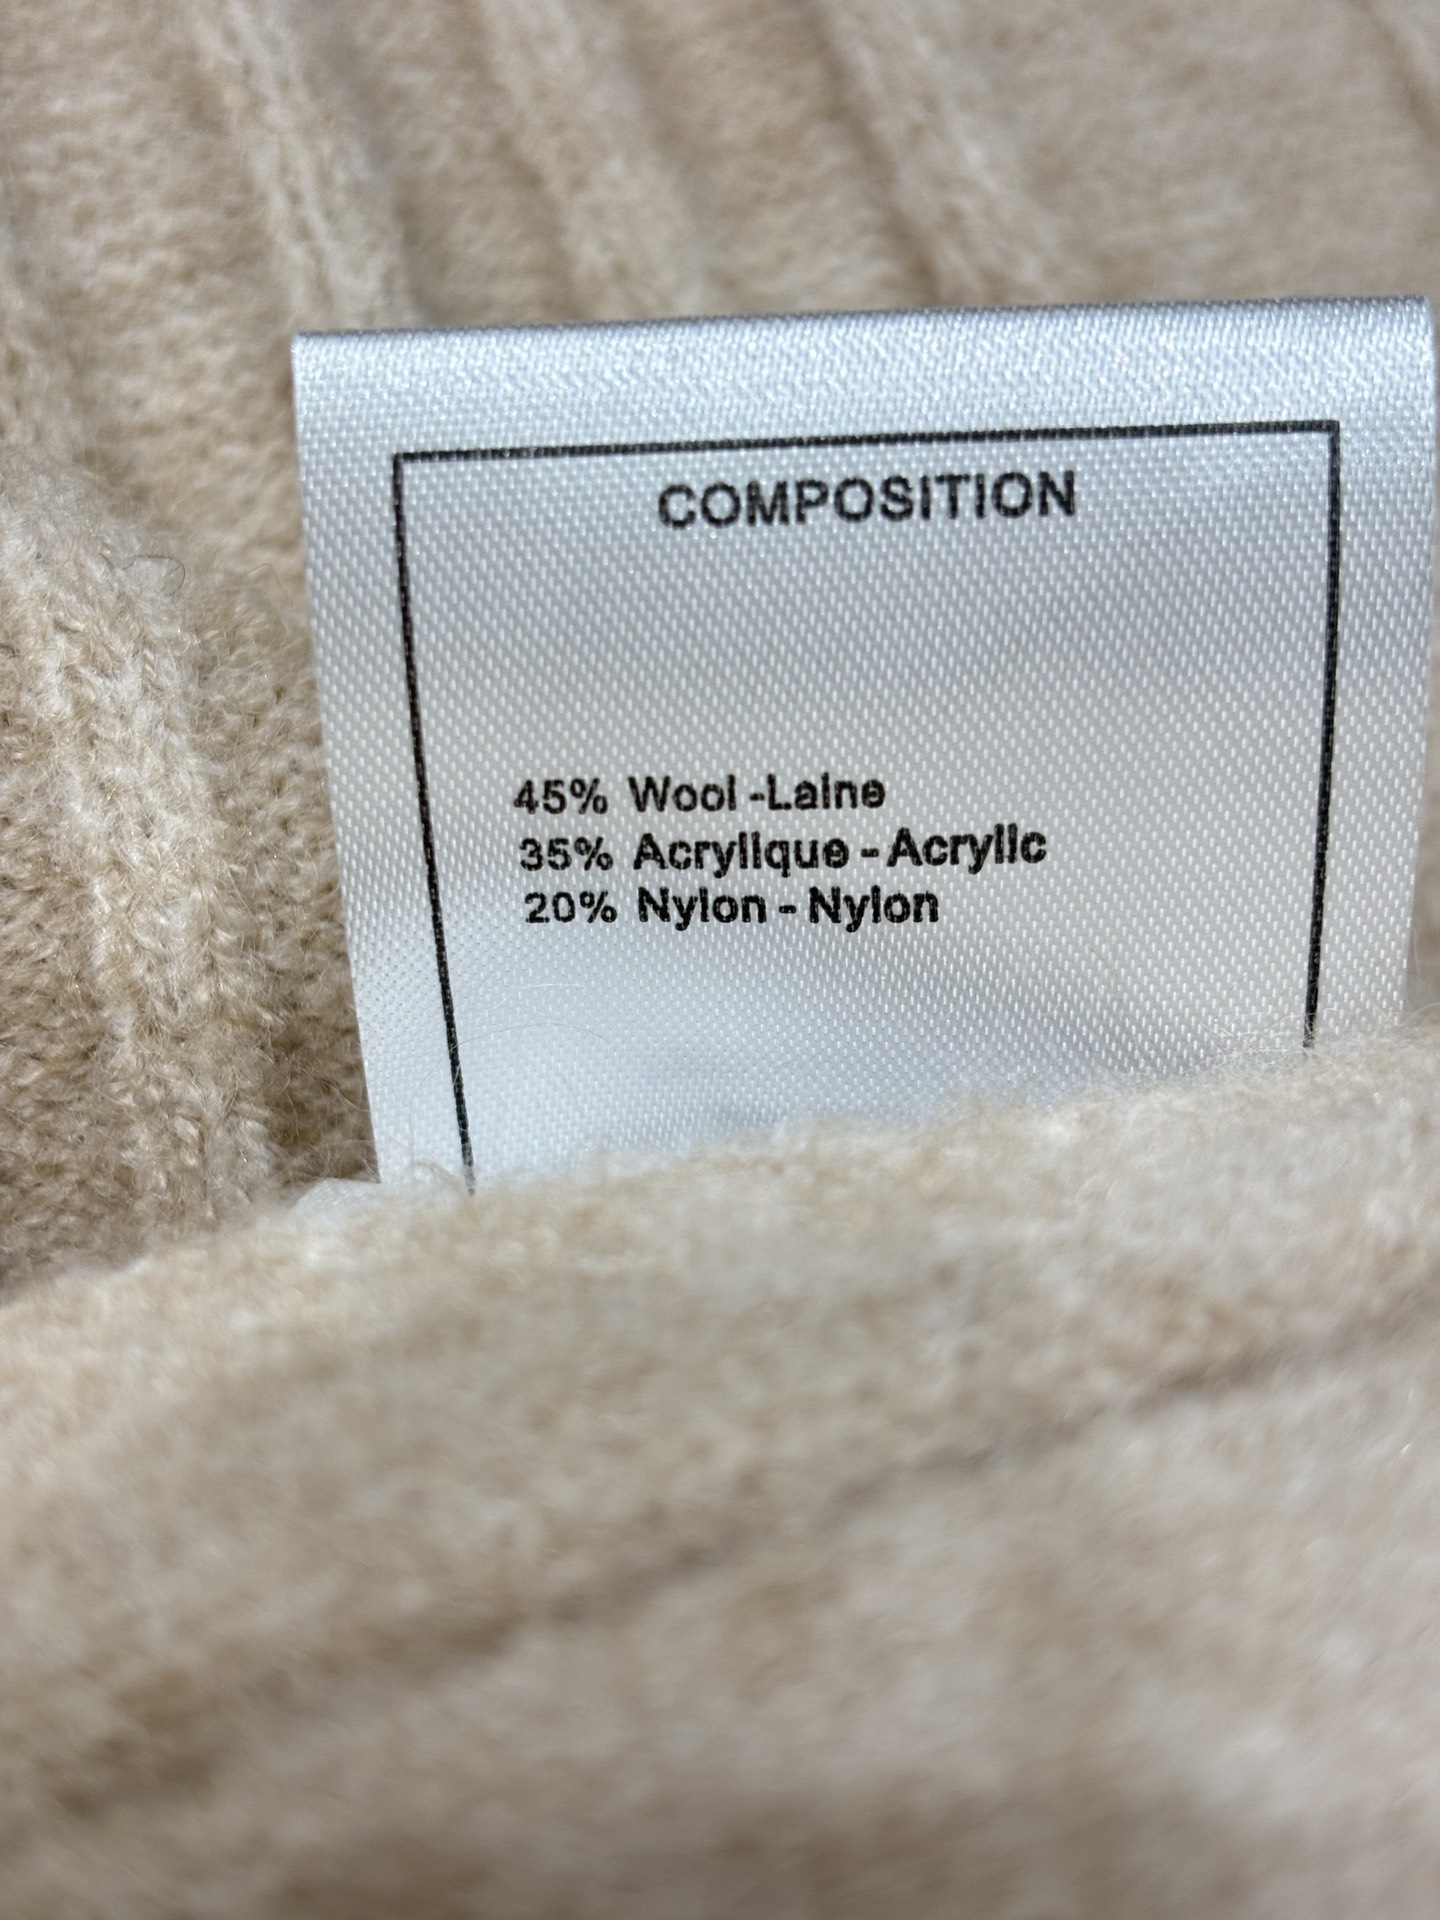 COMPOSITION
45% Wool -Laine
35% Acrylique - Acrylic
20% Nylon - Nylon